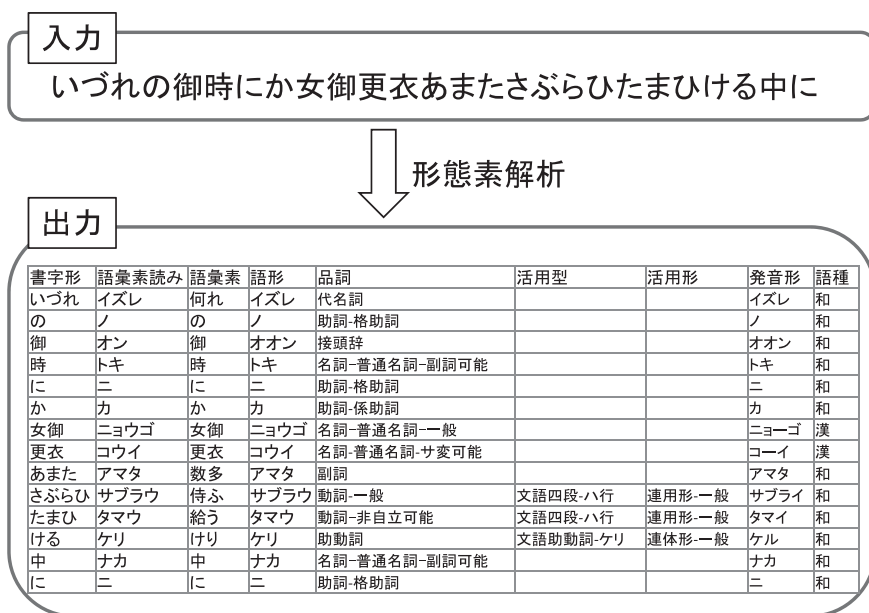 入力
いづれの御時にか女御更衣あまたさぶらひたまひける中に
形態素解析
出力
書字形 語彙素読み 語彙素 語形 品詞 活用型 活用形 発音形 語種
いづれ イズレ 何れ イズレ 代名詞 イズレ 和
の ノ の ノ 助詞-格助詞 ノ 和
御 オン 御 オオン 接頭辞 オオン 和
時 トキ 時 トキ 名詞-普通名詞-副詞可能 トキ 和
に ニ に ニ 助詞-格助詞 ニ 和
か カ か カ 助詞-係助詞 カ 和
女御 ニョウゴ 女御 ニョウゴ 名詞-普通名詞-一般 ニョーゴ 漢
更衣 コウイ 更衣 コウイ 名詞-普通名詞-サ変可能 コーイ 漢
あまた アマタ 数多 アマタ 副詞 アマタ 和
さぶらひ サブラウ 侍ふ サブラウ 動詞-一般 文語四段-ハ行 連用形-一般 サブライ 和
たまひ タマウ 給う タマウ 動詞-非自立可能 文語四段-ハ行 連用形-一般 タマイ 和
ける ケリ けり ケリ 助動詞 文語助動詞-ケリ 連体形-一般 ケル 和
中 ナカ 中 ナカ 名詞-普通名詞-副詞可能 ナカ 和
に ニ に ニ 助詞-格助詞 ニ 和